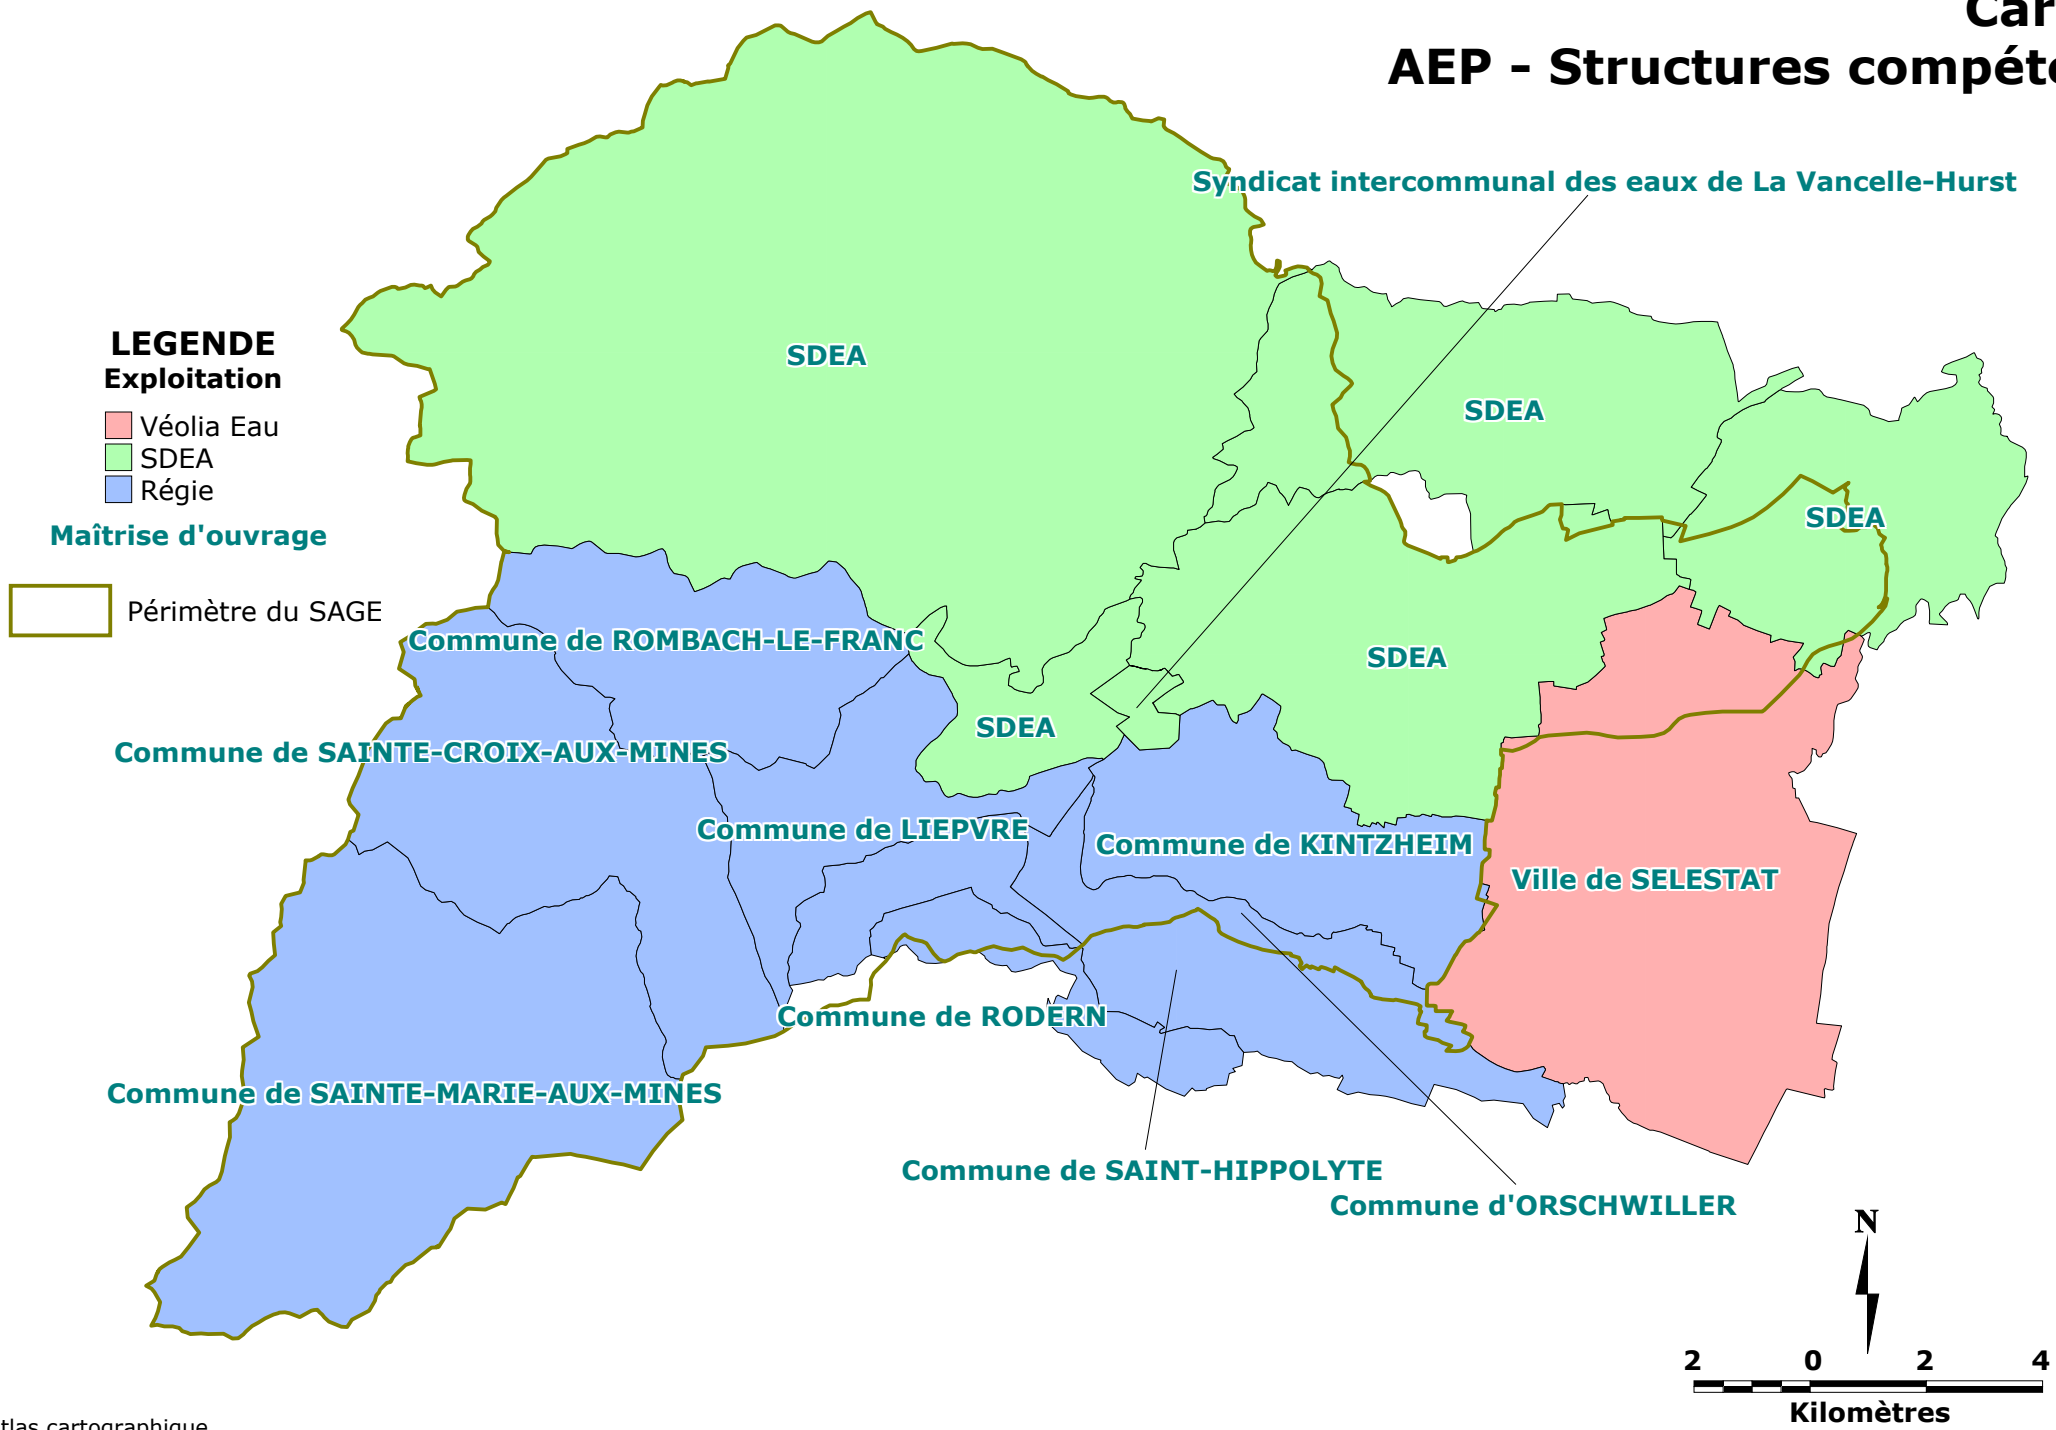 AEP - Structures
Syndicat intercommunal des eaux de La Vancelle-Hurst
LEGENDE
Exploitation
Véolia Eau
SDEA
Régie
Maîtrise d'ouvrage
Périmètre du SAGE
SDEA
SDEA
SDEA
SDEA
SDEA
Commune de ROMBACH-LE-FRANC
Commune de SAINTE-CROIX-AUX-MINES
Commune de LIEPVRE
Commune de KINTZHEIM
Ville de SELESTAT
Commune de RODERN
Commune de SAINTE-MARIE-AUX-MINES
Commune de SAINT-HIPPOLYTE
Commune d'ORSCHWILLER
N
2 0 2 4
Kilomètres
cartographique